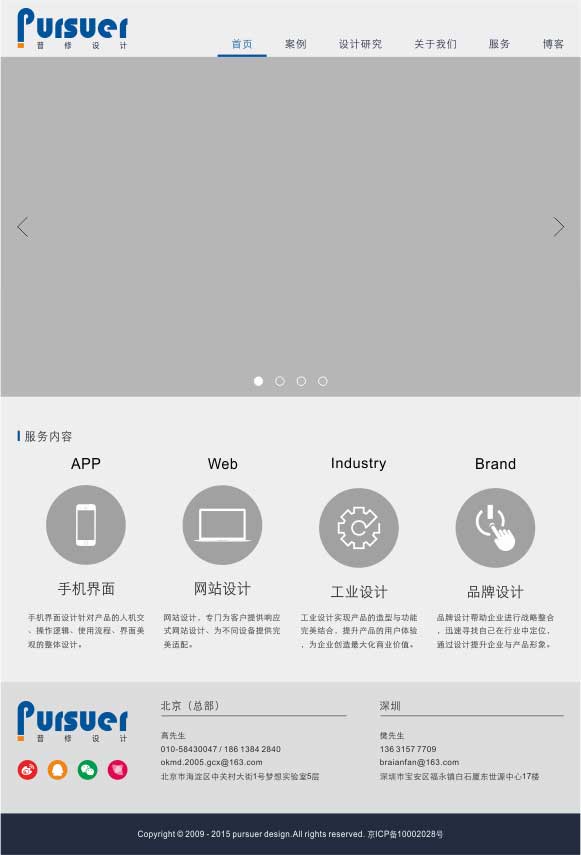 Pursuer
普修设计
首页 案例 设计研究 关于我们 服务 博客
服务内容
APP Web Industry Brand
手机界面 网站设计 工业设计 品牌设计
手机界面设计针对产品的人机交
、操作逻辑、使用流程、界面美
观的整体设计。
网站设计，专门为客户提供响应
式网站设计、为不同设备提供完
美适配。
工业设计实现产品的造型与功能
完美结合，提升产品的用户体验
，为企业创造最大化商业价值。
品牌设计帮助企业进行战略整合
，迅速寻找自己在行业中定位，
通过设计提升企业与产品形象。
Pursuer
普修设计
北京（总部）
高先生
010-58430047 / 186 1384 2840
okmd.2005.gcx@163.com
北京市海淀区中关村大街1号梦想实验室5层
深圳
樊先生
136 3157 7709
braianfan@163.com
深圳市宝安区福永镇白石厦东世源中心17楼
Copyright © 2009 - 2015 pursuer design.All rights reserved. 京ICP备10002028号